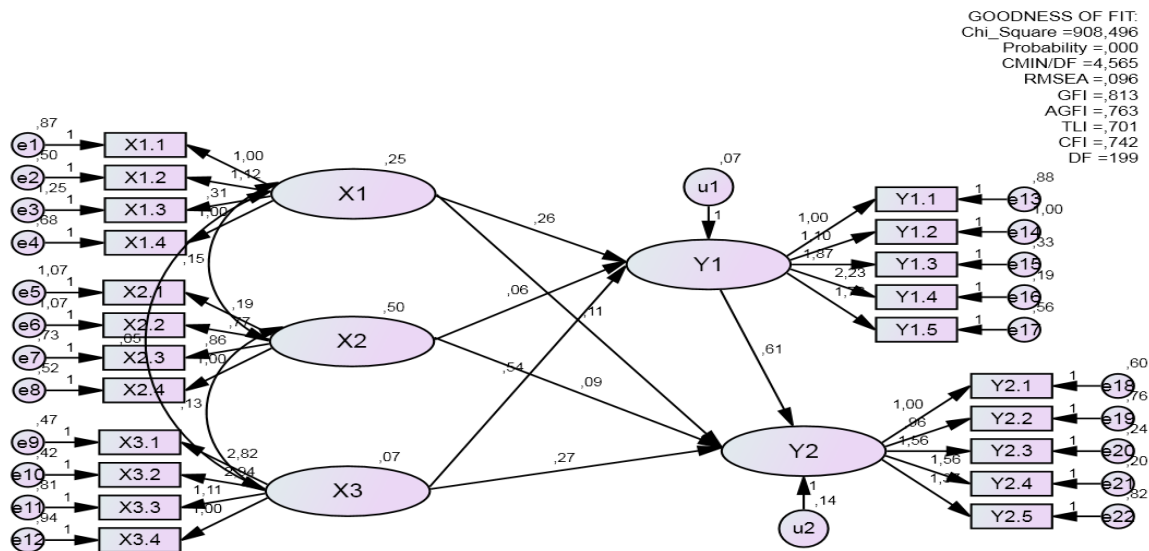 GOODNESS OF FIT:
Chi_Square =908,496
Probability =,000
CMIN/DF =4,565
RMSEA =,096
GFI =,813
AGFI =,763
TLI =,701
CFI =,742
DF =199
,87
e1 1 X1.1
,50
e2 1 X1.2
1,25
e3 1 X1.3
,68
e4 1 X1.4
1,00
1,12
,31
1,00
,25
X1
,15
1,07
e5 1 X2.1
1,07
e6 1 X2.2
,73
e7 1 X2.3
,52
e8 1 X2.4
,19
,77
,86
1,00
,50
X2
,05
,13
,47
e9 1 X3.1
,42
e10 1 X3.2
,81
e11 1 X3.3
,94
e12 1 X3.4
2,82
2,94
1,11
1,00
,07
X3
,26
,06
,11
,54
,09
,27
,61
,07
u1
1
Y1
1,00
1,10
1,87
2,23
Y1.1 1 e13 ,88
Y1.2 1 e14 1,00
Y1.3 1 e15 ,33
Y1.4 1 e16 ,19
Y1.5 1 e17 ,56
Y2
1
,14
u2
1,00
,96
1,56
1,56
Y2.1 1 e18 ,60
Y2.2 1 e19 ,76
Y2.3 1 e20 ,24
Y2.4 1 e21 ,20
Y2.5 1 e22 ,82